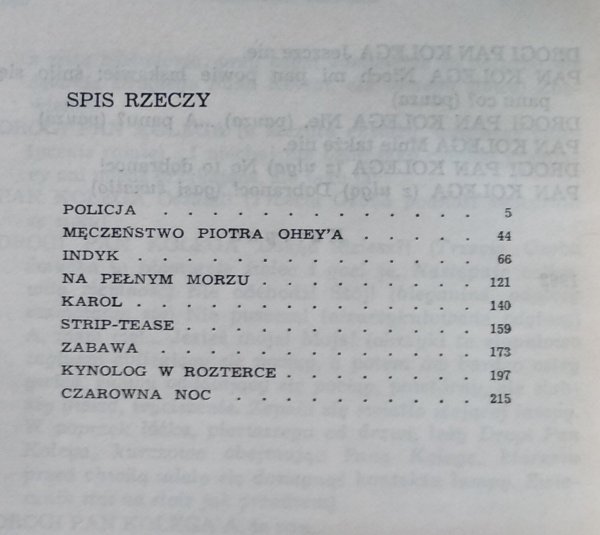 SPIS RZECZY
POLICJA . . . . . . . . . . . . . 5
MĘCZEŃSTWO PIOTRA OHEY'A . . . . . . 44
INDYK . . . . . . . . . . . . . . 66
NA PEŁNYM MORZU . . . . . . . . . 121
KAROL . . . . . . . . . . . . . . 140
STRIP-TEASE . . . . . . . . . . . 159
ZABAWA . . . . . . . . . . . . . 173
KYNOLOG W ROZTERCE . . . . . . . . 197
CZAROWNA NOC . . . . . . . . . . 215